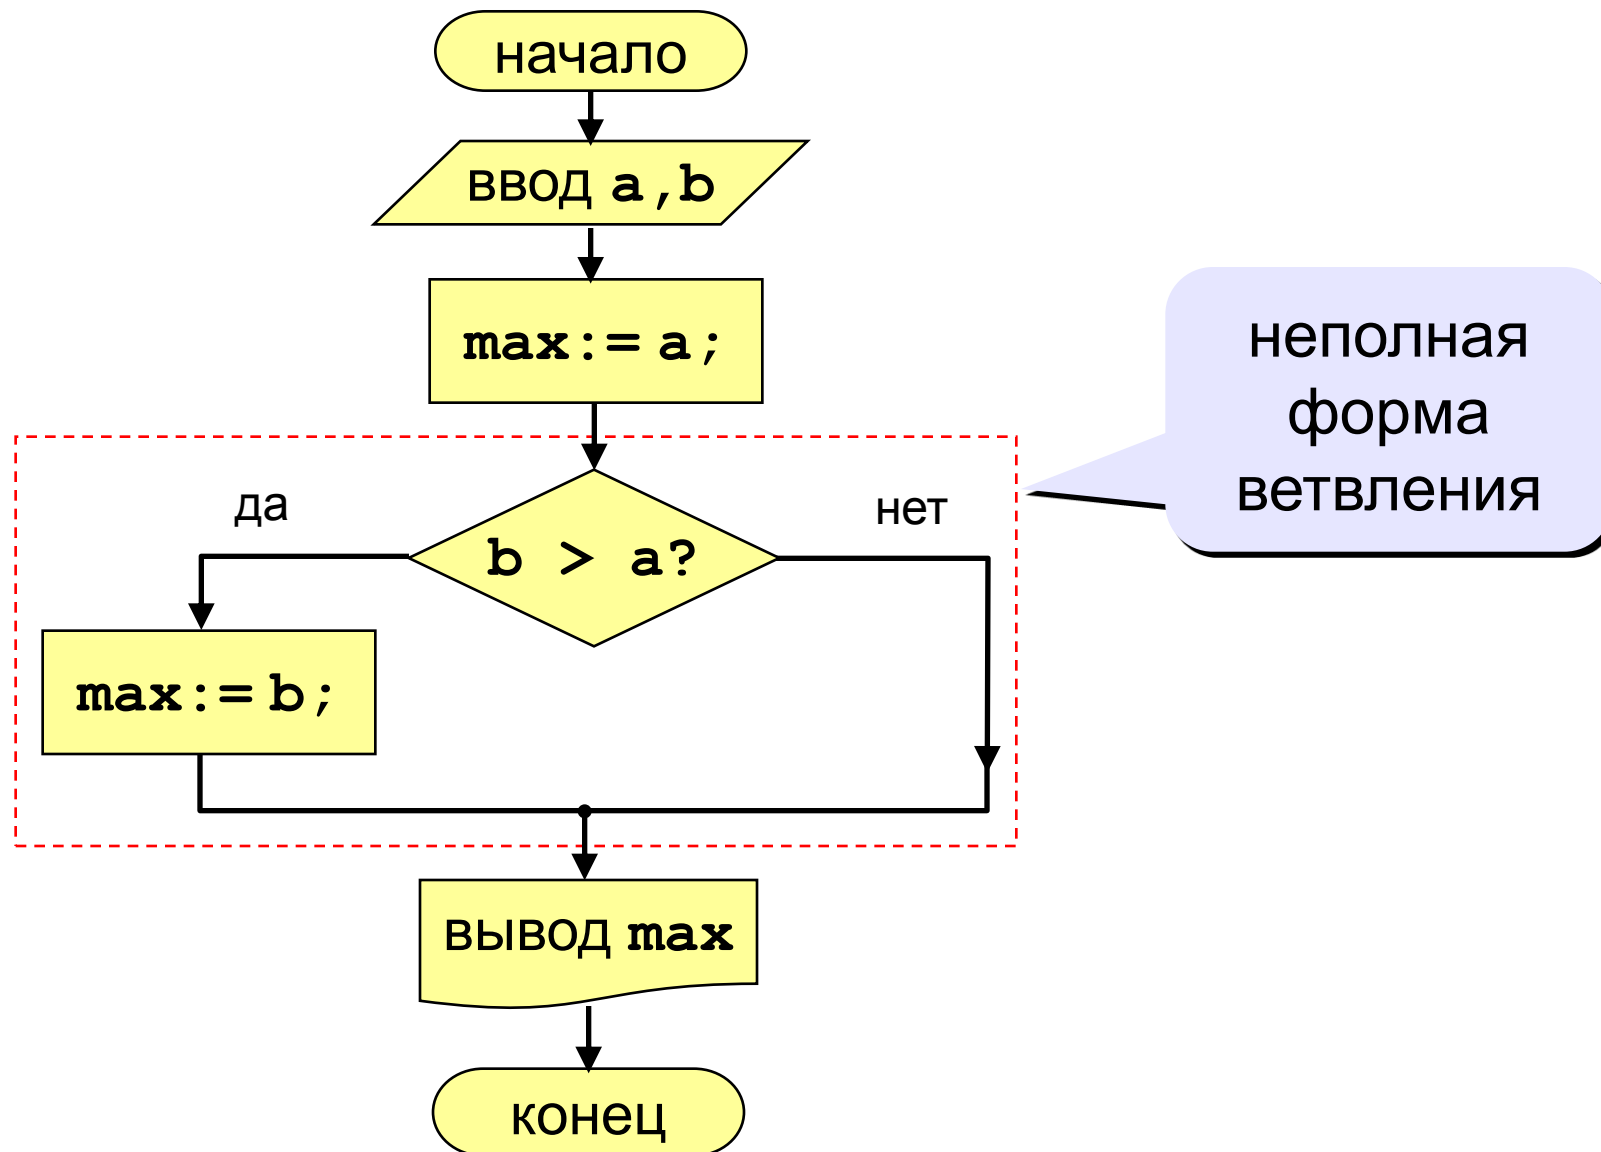 начало
ввод a,b
max:= a;
неполная
форма
ветвления
да
нет
b > a?
max:= b;
вывод max
конец